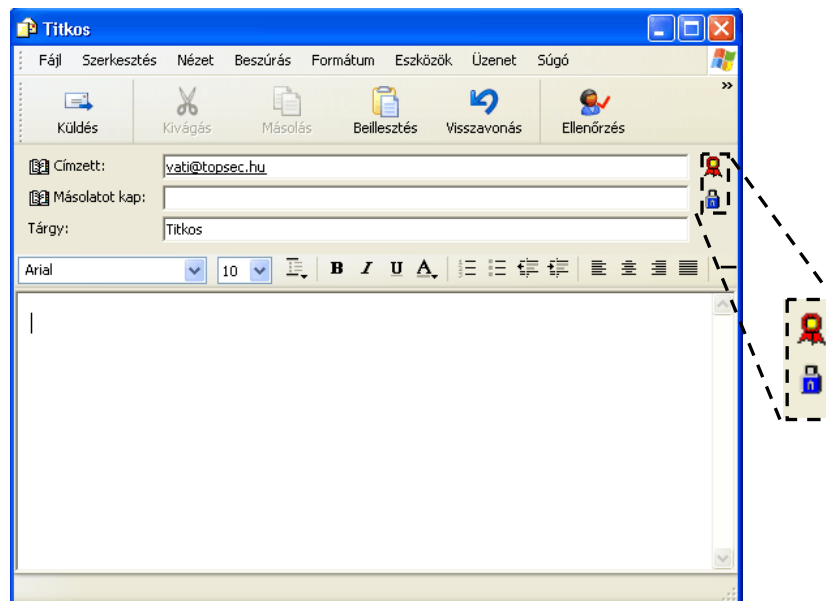 Titkos
Fájl Szerkesztés Nézet Beszúrás Formátum Eszközök Üzenet Súgó
Küldés Kivágás Másolás Beillesztés Visszavonás Ellenőrzés
Címzett: vati@topsec.hu
Másolatot kap:
Tárgy: Titkos
Arial 10 B I U A